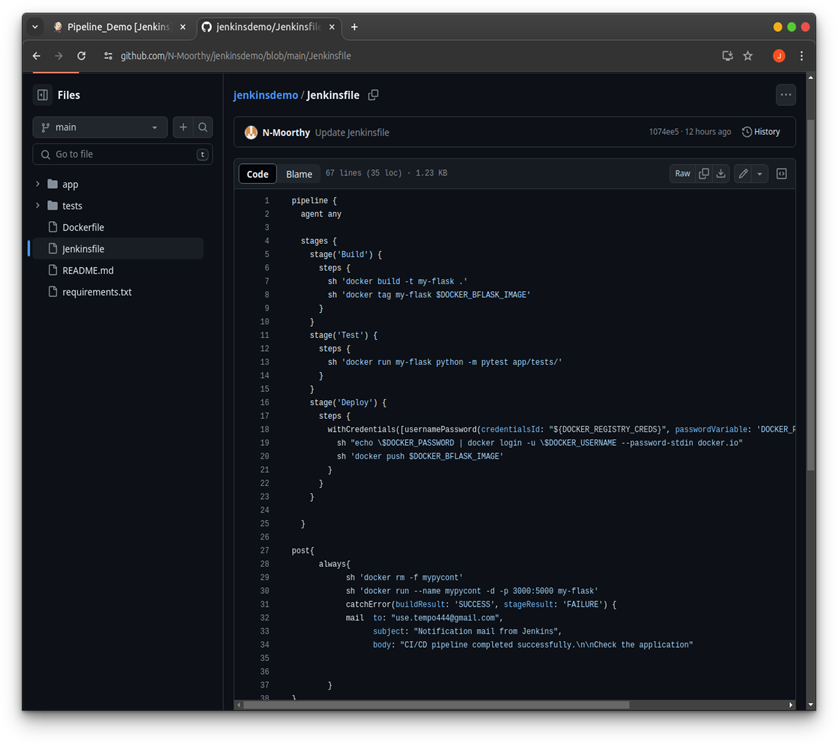 Pipeline_Demo [Jenkins
jenkinsdemo/Jenkinsfile
github.com/N-Moorthy/jenkinsdemo/blob/main/Jenkinsfile
J
Files
jenkinsdemo / Jenkinsfile
main
N-Moorthy Update Jenkinsfile
1074ee5 · 12 hours ago
History
Go to file
t
Code
Blame
67 lines (35 loc) · 1.23 KB
Raw
app
tests
Dockerfile
Jenkinsfile
README.md
requirements.txt
1 pipeline {
2 agent any
3
4 stages {
5 stage('Build') {
6 steps {
7 sh 'docker build -t my-flask .'
8 sh 'docker tag my-flask $DOCKER_BFLASK_IMAGE'
9 }
10 }
11 stage('Test') {
12 steps {
13 sh 'docker run my-flask python -m pytest app/tests/'
14 }
15 }
16 stage('Deploy') {
17 steps {
18 withCredentials([usernamePassword(credentialsId: "${DOCKER_REGISTRY_CREDS}", passwordVariable: 'DOCKER_P
19 sh "echo \$DOCKER_PASSWORD | docker login -u \$DOCKER_USERNAME --password-stdin docker.io"
20 sh 'docker push $DOCKER_BFLASK_IMAGE'
21 }
22 }
23 }
24
25 }
26
27 post{
28 always{
29 sh 'docker rm -f mypycont'
30 sh 'docker run --name mypycont -d -p 3000:5000 my-flask'
31 catchError(buildResult: 'SUCCESS', stageResult: 'FAILURE') {
32 mail to: "use.tempo444@gmail.com",
33 subject: "Notification mail from Jenkins",
34 body: "CI/CD pipeline completed successfully.\n\nCheck the application"
35
36
37 }
38 }